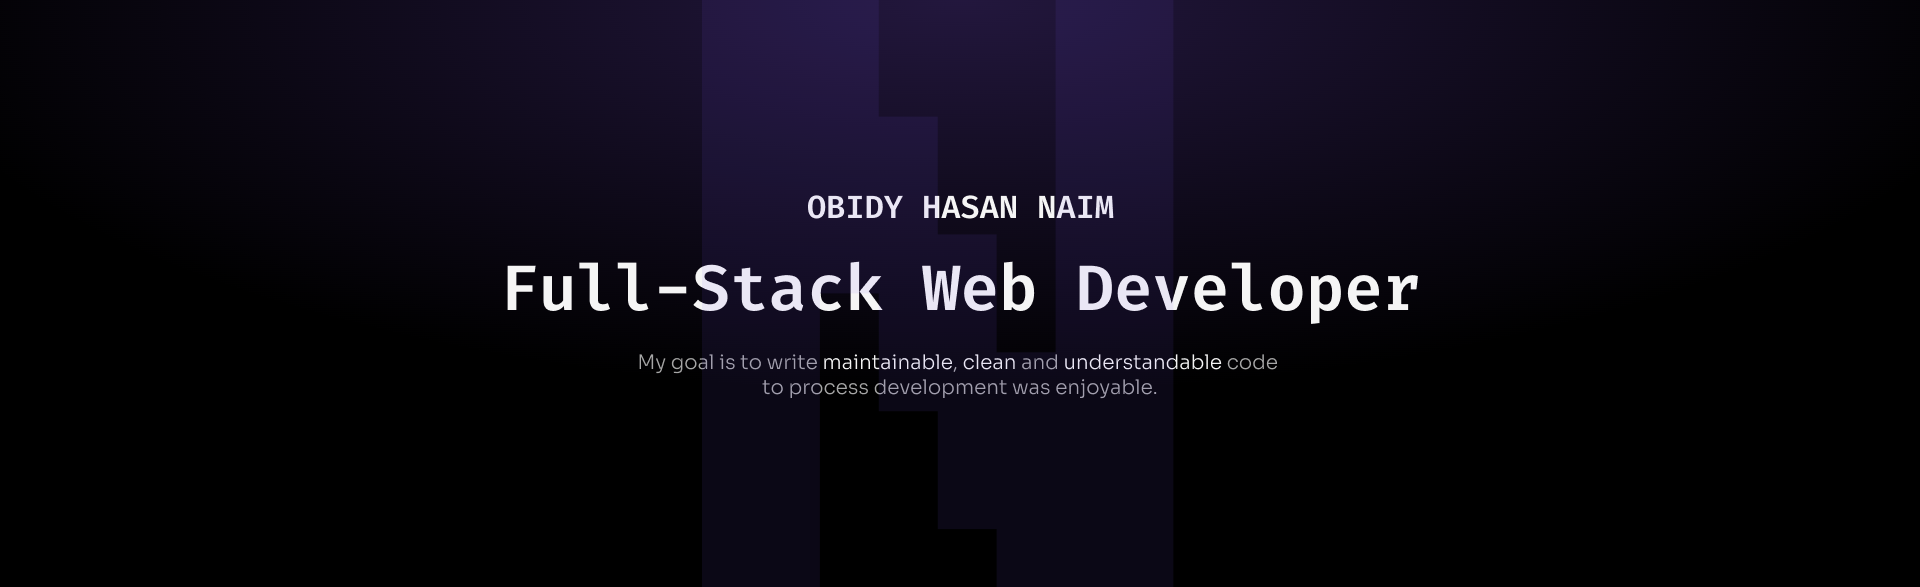 OBIDY HASAN NAIM
Full-Stack Web Developer
My goal is to write maintainable, clean and understandable code
to process development was enjoyable.